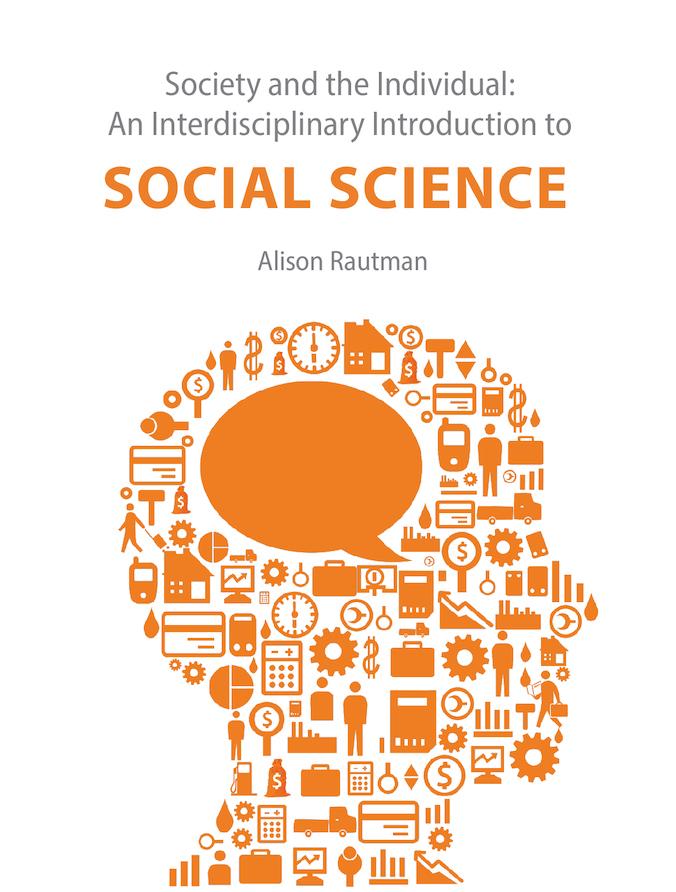 Society and the Individual:
An Interdisciplinary Introduction to
SOCIAL SCIENCE
Alison Rautman